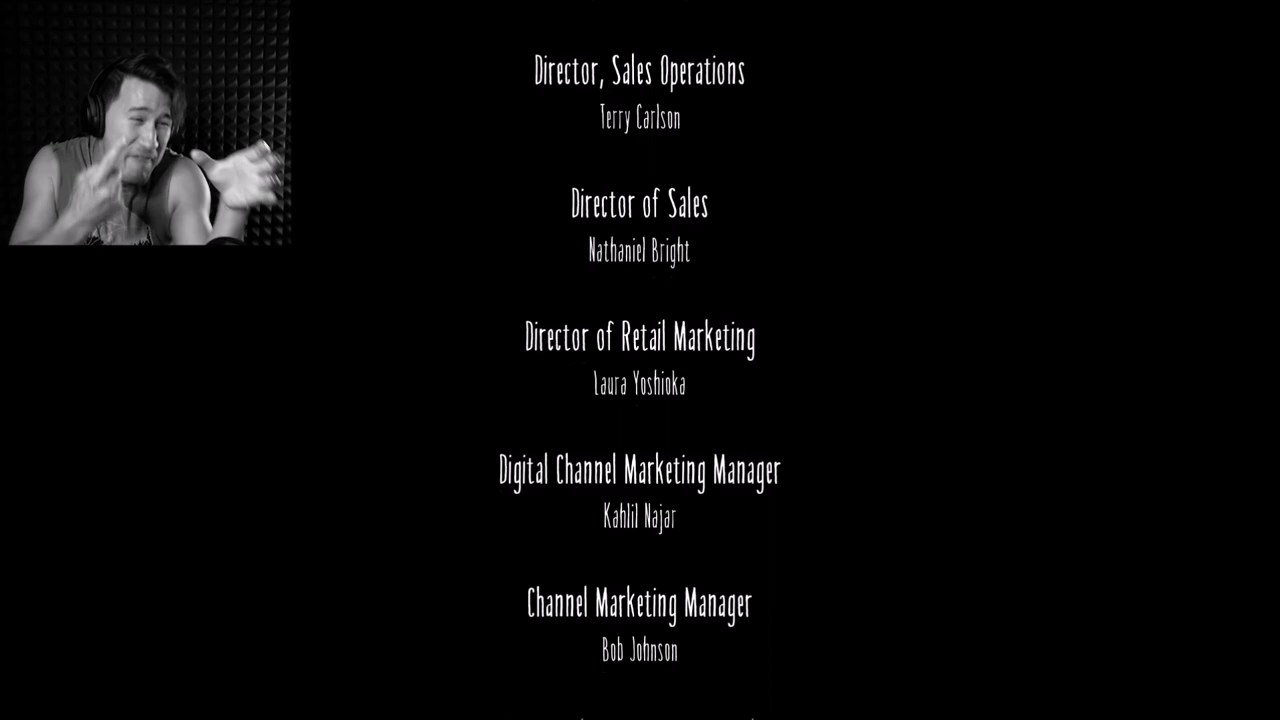 Director, Sales Operations
Terry Carlson
Director of Sales
Nathaniel Bright
Director of Retail Marketing
Laura Yoshioka
Digital Channel Marketing Manager
Kahlil Najar
Channel Marketing Manager
Bob Johnson